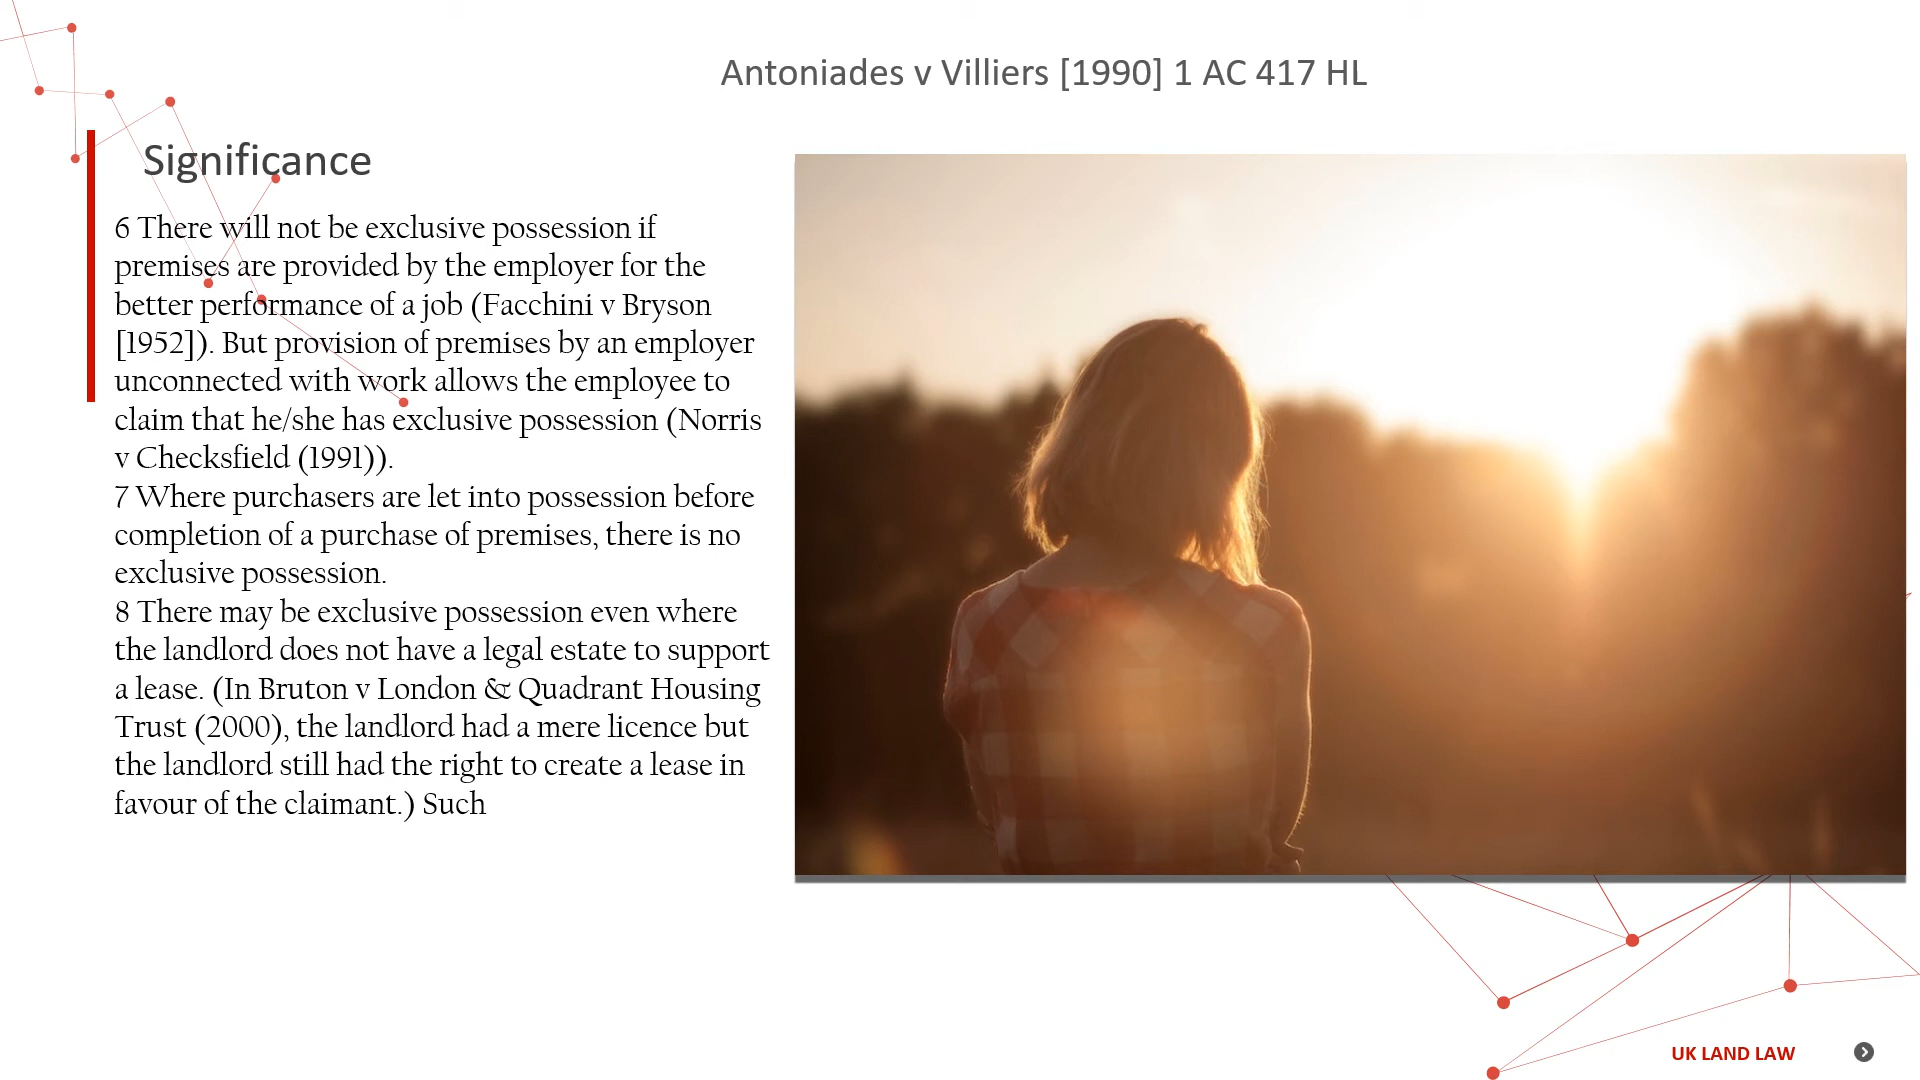 Antoniades v Villiers [1990] 1 AC 417 HL
Significance
6 There will not be exclusive possession if
premises are provided by the employer for the
better performance of a job (Facchini v Bryson
[1952]). But provision of premises by an employer
unconnected with work allows the employee to
claim that he/she has exclusive possession (Norris
v Checksfield (1991)).
7 Where purchasers are let into possession before
completion of a purchase of premises, there is no
exclusive possession.
8 There may be exclusive possession even where
the landlord does not have a legal estate to support
a lease. (In Bruton v London & Quadrant Housing
Trust (2000), the landlord had a mere licence but
the landlord still had the right to create a lease in
favour of the claimant.) Such
UK LAND LAW